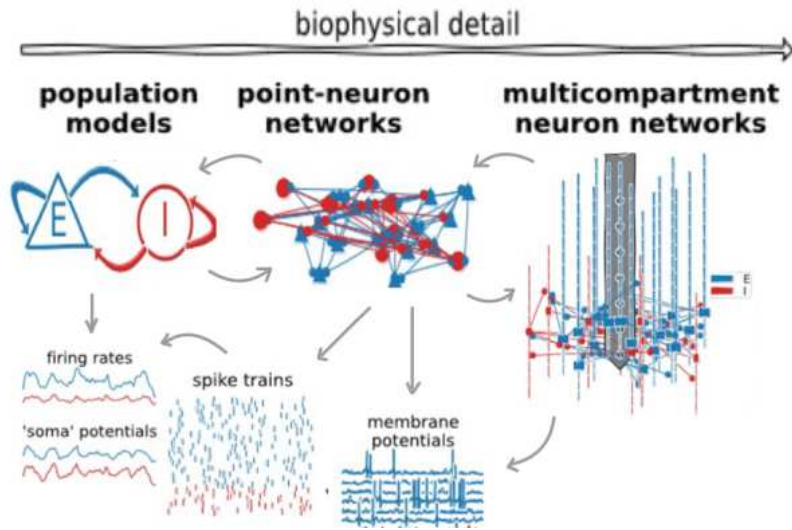 biophysical detail
population
models
point-neuron
networks
multicompartment
neuron networks
E
I
E
I
firing rates
'soma' potentials
spike trains
membrane
potentials